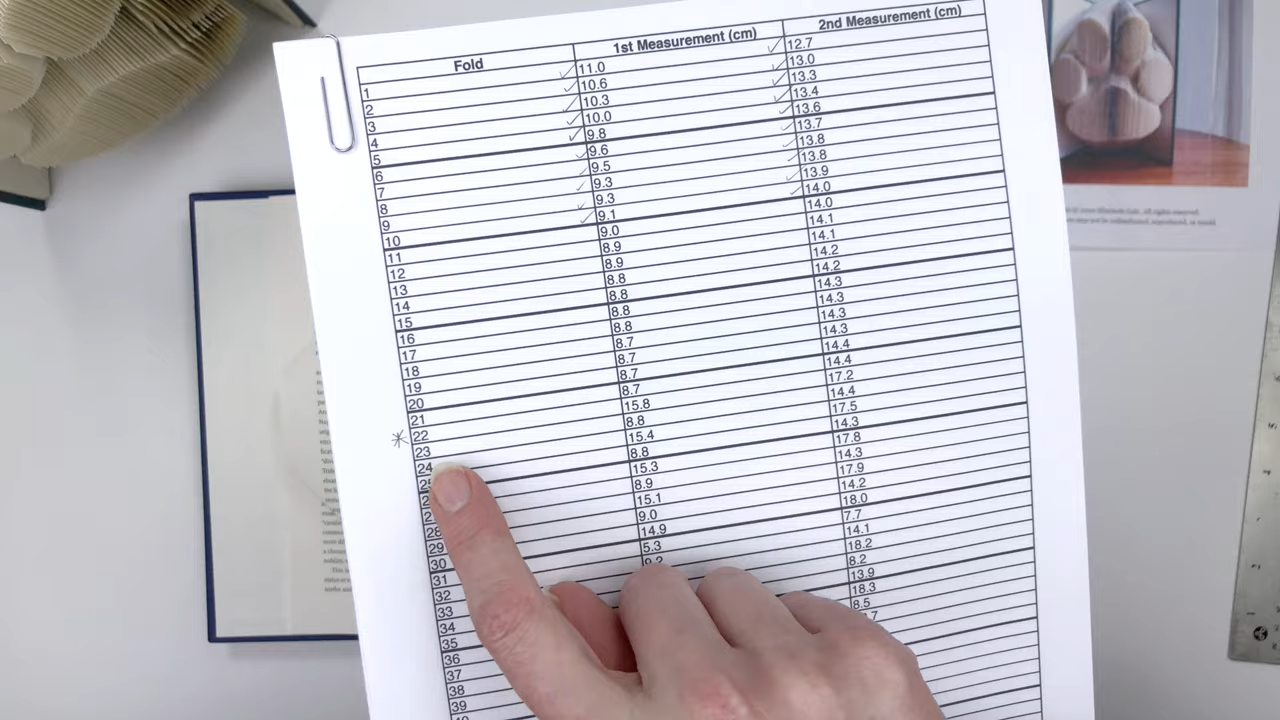 Fold 1st Measurement (cm) 2nd Measurement (cm)
1 11.0 12.7
2 10.6 13.0
3 10.3 13.3
4 10.0 13.4
5 9.8 13.6
6 9.6 13.7
7 9.5 13.8
8 9.3 13.8
9 9.3 13.9
10 9.1 14.0
11 9.0 14.0
12 8.9 14.1
13 8.9 14.1
14 8.8 14.2
15 8.8 14.2
16 8.8 14.3
17 8.8 14.3
18 8.7 14.3
19 8.7 14.3
20 8.7 14.4
21 8.7 14.4
* 22 15.8 17.2
23 8.8 14.4
24 15.4 17.5
8.8 14.3
15.3 17.8
8.9 14.3
28 15.1 17.9
29 9.0 14.2
30 14.9 18.0
31 5.3 7.7
32 9.2 14.1
33 18.2
34 8.2
35 13.9
36 18.3
37 8.5
38
39